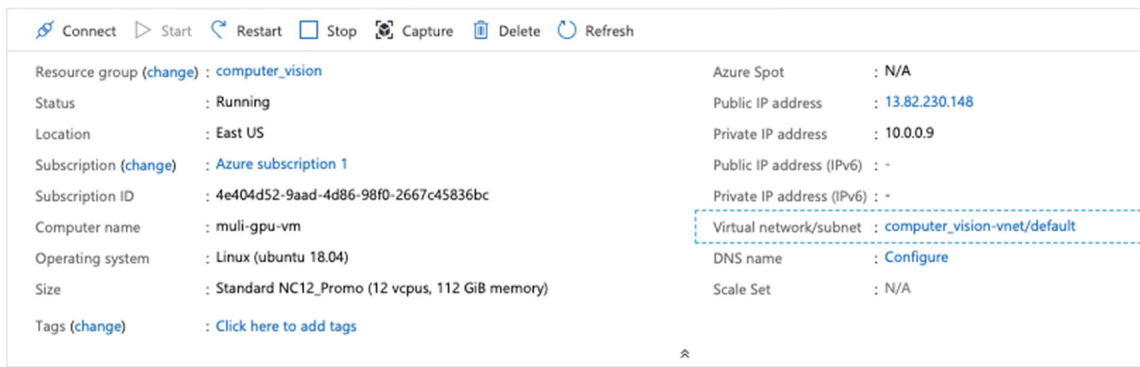 Connect Start Restart Stop Capture Delete Refresh
Resource group (change) : computer_vision
Status : Running
Location : East US
Subscription (change) : Azure subscription 1
Subscription ID : 4e404d52-9aad-4d86-98f0-2667c45836bc
Computer name : muli-gpu-vm
Operating system : Linux (ubuntu 18.04)
Size : Standard NC12_Promo (12 vcpus, 112 GiB memory)
Tags (change) : Click here to add tags
Azure Spot : N/A
Public IP address : 13.82.230.148
Private IP address : 10.0.0.9
Public IP address (IPv6) : -
Private IP address (IPv6) : -
Virtual network/subnet : computer_vision-vnet/default
DNS name : Configure
Scale Set : N/A